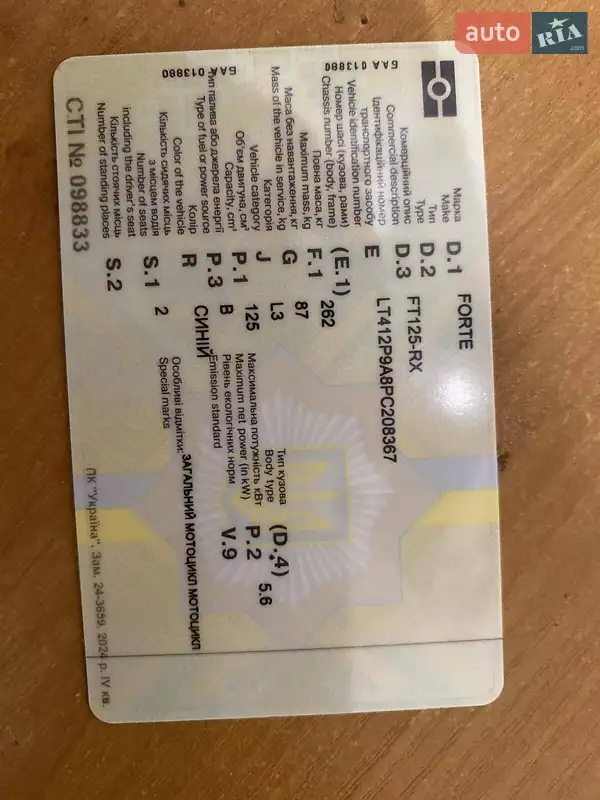 auto RIA .com
БАА 013880
БАА 013880
Марка
Make
D.1 FORTE
Тип
Type
D.2 FT125-RX
Комерційний опис
Commercial description
D.3
Ідентифікаційний номер
транспортного засобу
Vehicle identification number
E LT412P9A8PC208367
Номер шасі (кузова, рами)
Chassis number (body, frame)
(E.1)
Повна маса, кг
Maximum mass, kg
F.1 262
Маса без навантаження, кг
Mass of the vehicle in service, kg
G 87
Категорія
Vehicle category
J L3
Тип кузова
Body type
(D.4)
Об'єм двигуна, см³
Capacity, cm³
P.1 125
Максимальна потужність кВт
Maximum net power (in kW)
P.2 5.6
Тип палива або джерела енергії
Type of fuel or power source
P.3 B
Рівень екологічних норм
Emission standard
V.9
Колір
Color of the vehicle
R СИНІЙ
Кількість сидячих місць
з місцем водія
Number of seats
including the driver's seat
S.1 2
Особливі відмітки:
Special marks
ЗАГАЛЬНИЙ МОТОЦИКЛ МОТОЦИКЛ
Кількість стоячих місць
Number of standing places
S.2
СТІ № 098833
ПК "Україна". Зам. 24-3659, 2024 р. IV кв.